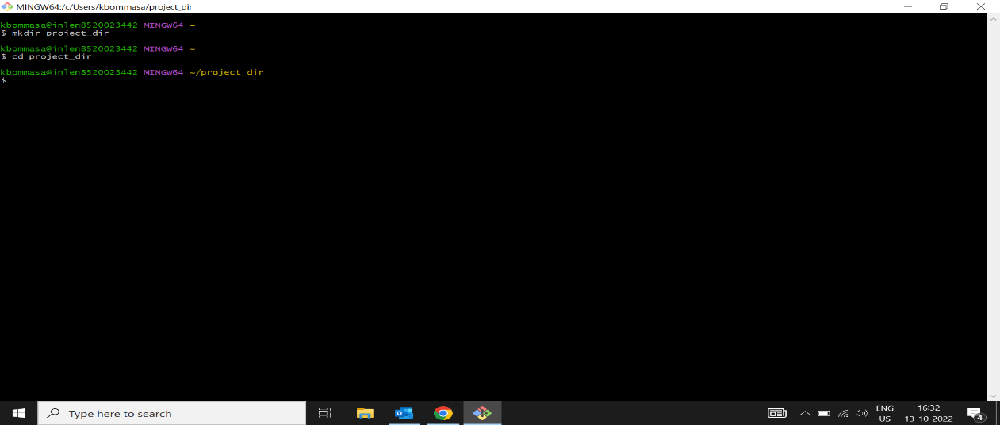 MINGW64:/c/Users/kbommasa/project_dir
kbommasa@inlen8520023442 MINGW64 ~
$ mkdir project_dir
kbommasa@inlen8520023442 MINGW64 ~
$ cd project_dir
kbommasa@inlen8520023442 MINGW64 ~/project_dir
$
Type here to search
ENG
US
16:32
13-10-2022
4